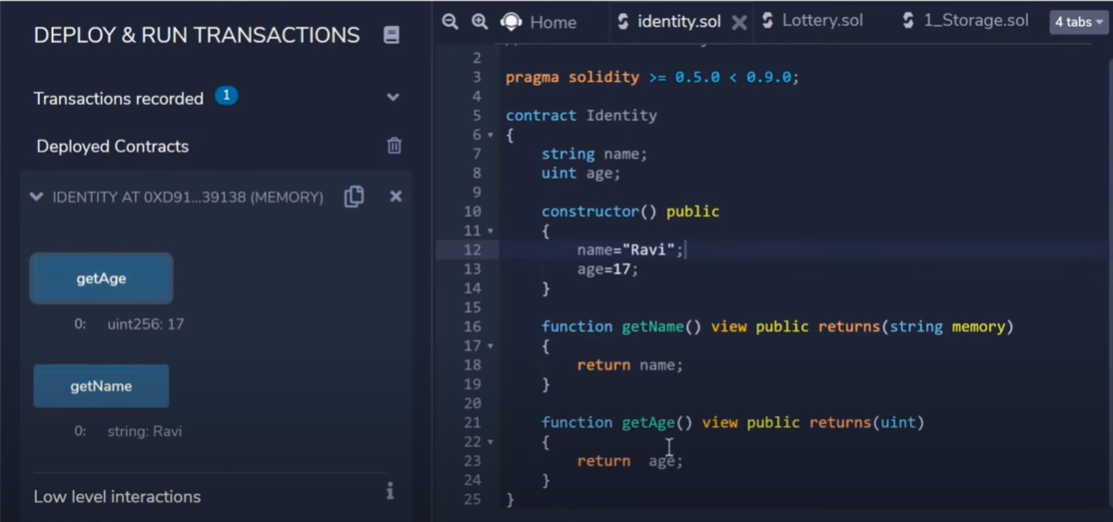 DEPLOY & RUN TRANSACTIONS
Transactions recorded 1
Deployed Contracts
IDENTITY AT 0XD91...39138 (MEMORY)
getAge
0: uint256: 17
getName
0: string: Ravi
Low level interactions
Home identity.sol Lottery.sol 1_Storage.sol 4 tabs
2
3 pragma solidity >= 0.5.0 < 0.9.0;
4
5 contract Identity
6 {
7 string name;
8 uint age;
9
10 constructor() public
11 {
12 name="Ravi";
13 age=17;
14 }
15
16 function getName() view public returns(string memory)
17 {
18 return name;
19 }
20
21 function getAge() view public returns(uint)
22 {
23 return age;
24 }
25 }